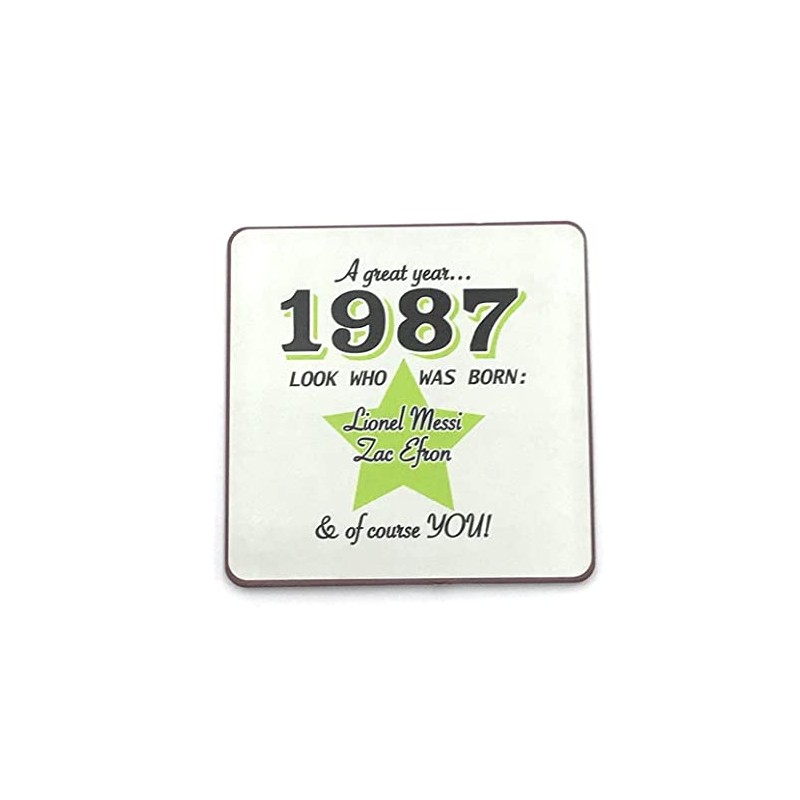 A great year...
1987
LOOK WHO WAS BORN:
Lionel Messi
Zac Efron
& of course YOU!